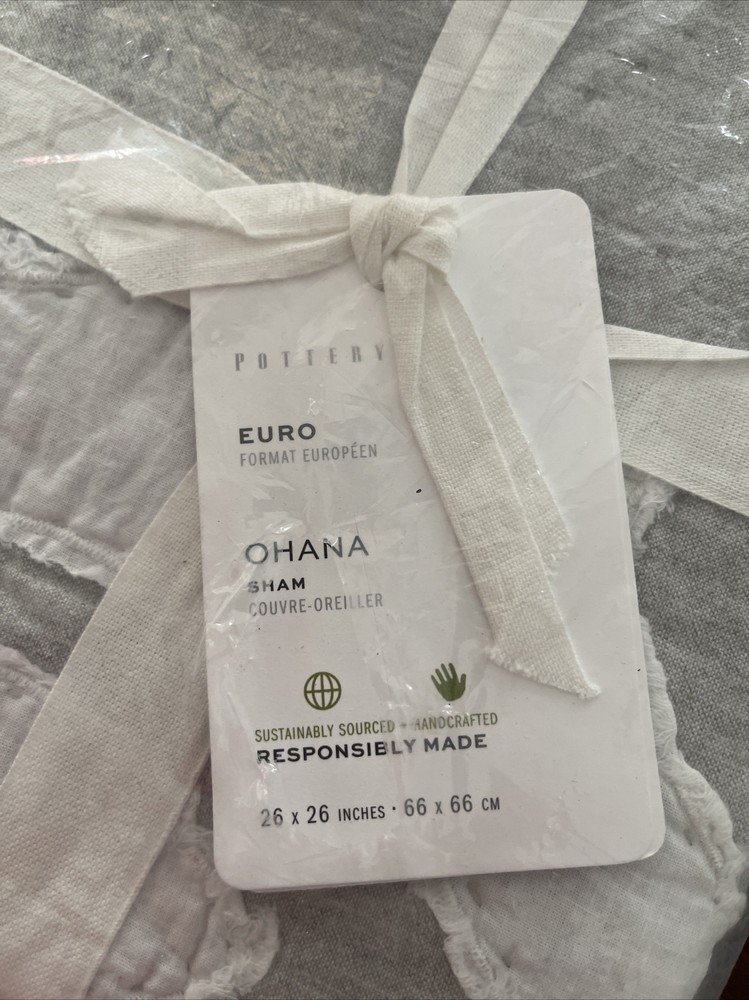 POTTERY
EURO
FORMAT EUROPÉEN
OHANA
SHAM
COUVRE-OREILLER
SUSTAINABLY SOURCED • HANDCRAFTED
RESPONSIBLY MADE
26 x 26 INCHES · 66 x 66 CM